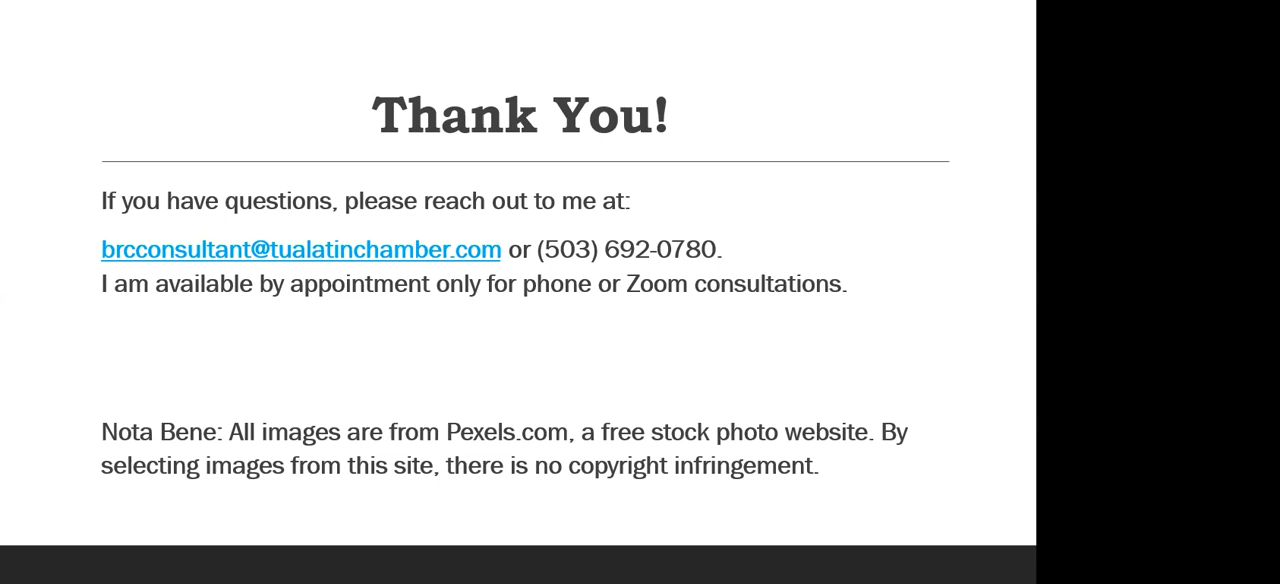 Thank You!
If you have questions, please reach out to me at:
brcconsultant@tualatinchamber.com or (503) 692-0780.
I am available by appointment only for phone or Zoom consultations.
Nota Bene: All images are from Pexels.com, a free stock photo website. By
selecting images from this site, there is no copyright infringement.